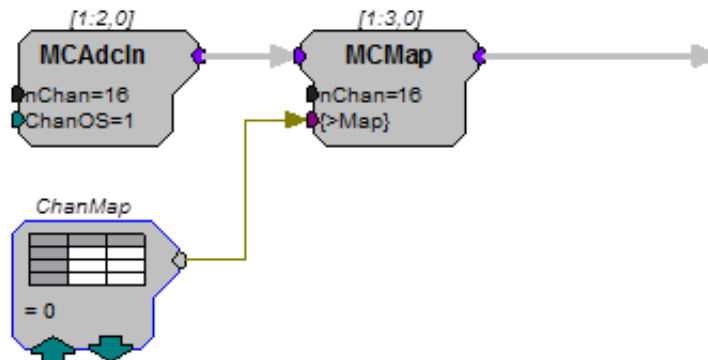 [1:2,0]
MCAdcIn
nChan=16
ChanOS=1
[1:3,0]
MCMap
nChan=16
{>Map}
ChanMap
= 0